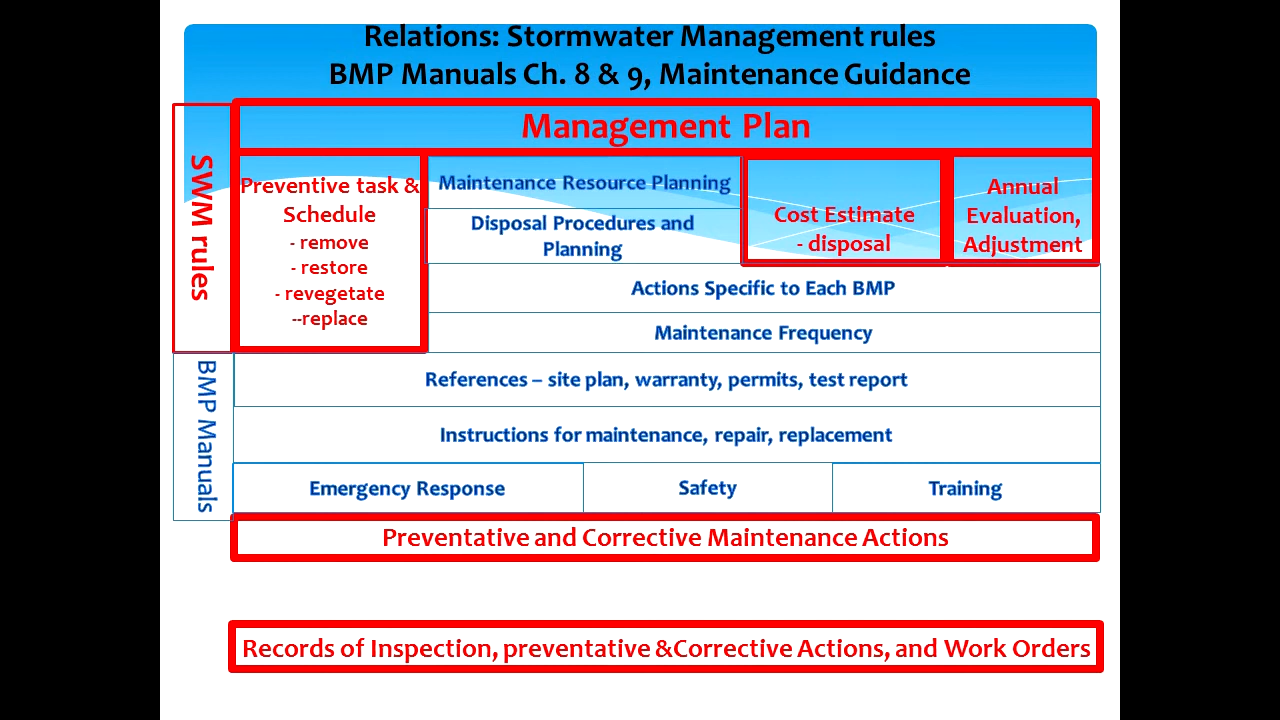 Relations: Stormwater Management rules
BMP Manuals Ch. 8 & 9, Maintenance Guidance
SWM rules
Management Plan
Preventive task &
Schedule
- remove
- restore
- revegetate
--replace
Maintenance Resource Planning
Disposal Procedures and
Planning
Cost Estimate
- disposal
Annual
Evaluation,
Adjustment
Actions Specific to Each BMP
Maintenance Frequency
BMP Manuals
References – site plan, warranty, permits, test report
Instructions for maintenance, repair, replacement
Emergency Response
Safety
Training
Preventative and Corrective Maintenance Actions
Records of Inspection, preventative &Corrective Actions, and Work Orders